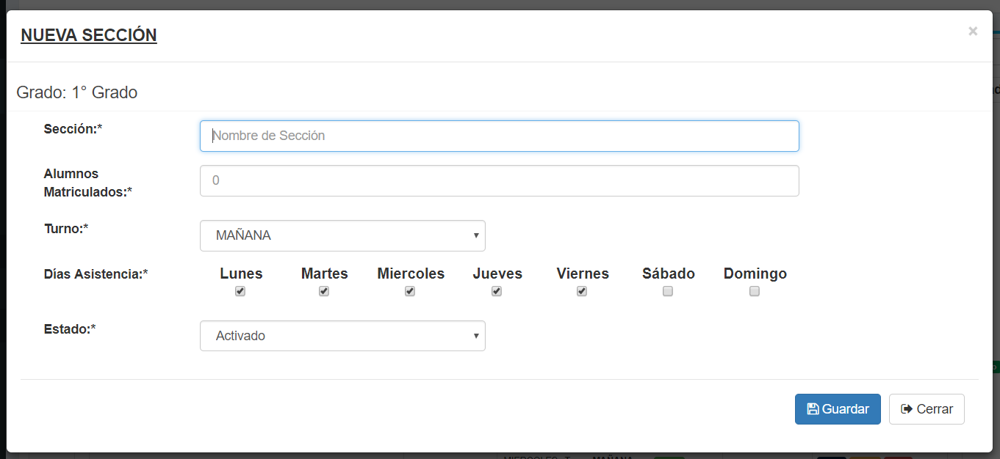 NUEVA SECCIÓN
×
Grado: 1° Grado
Sección:*
Nombre de Sección
Alumnos
Matriculados:*
0
Turno:*
MAÑANA
Días Asistencia:*
Lunes Martes Miercoles Jueves Viernes Sábado Domingo
Estado:*
Activado
Guardar Cerrar